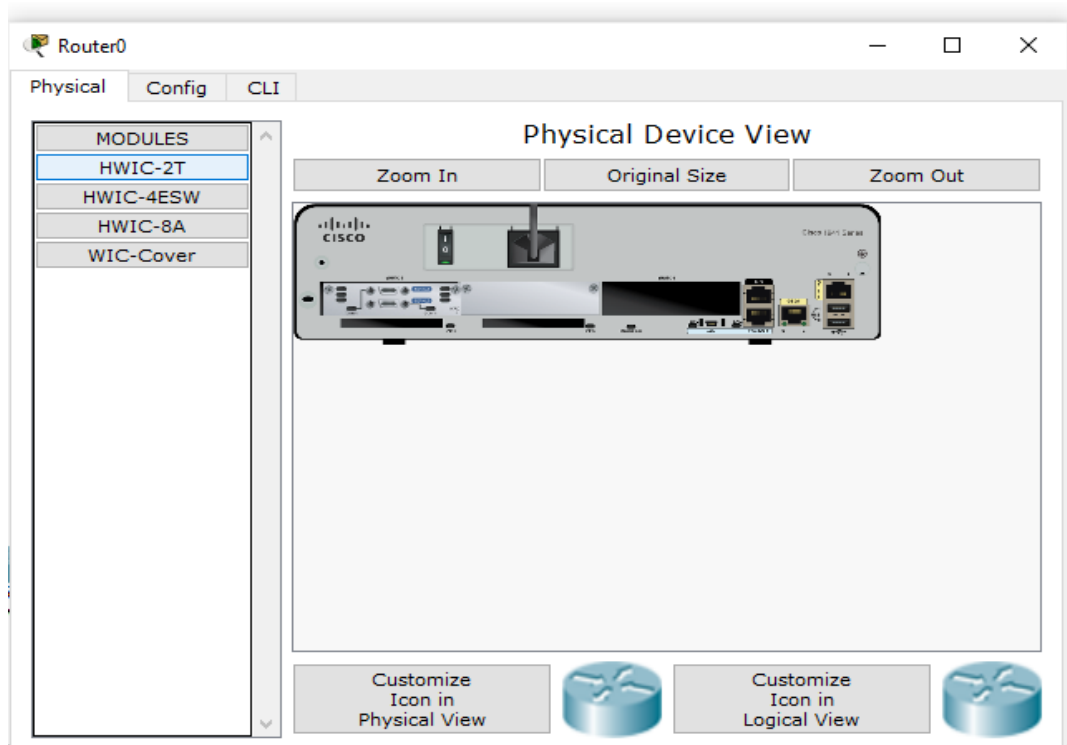 Router0
Physical Config CLI
MODULES
HWIC-2T
HWIC-4ESW
HWIC-8A
WIC-Cover
Physical Device View
Zoom In Original Size Zoom Out
CISCO
Customize
Icon in
Physical View
Customize
Icon in
Logical View